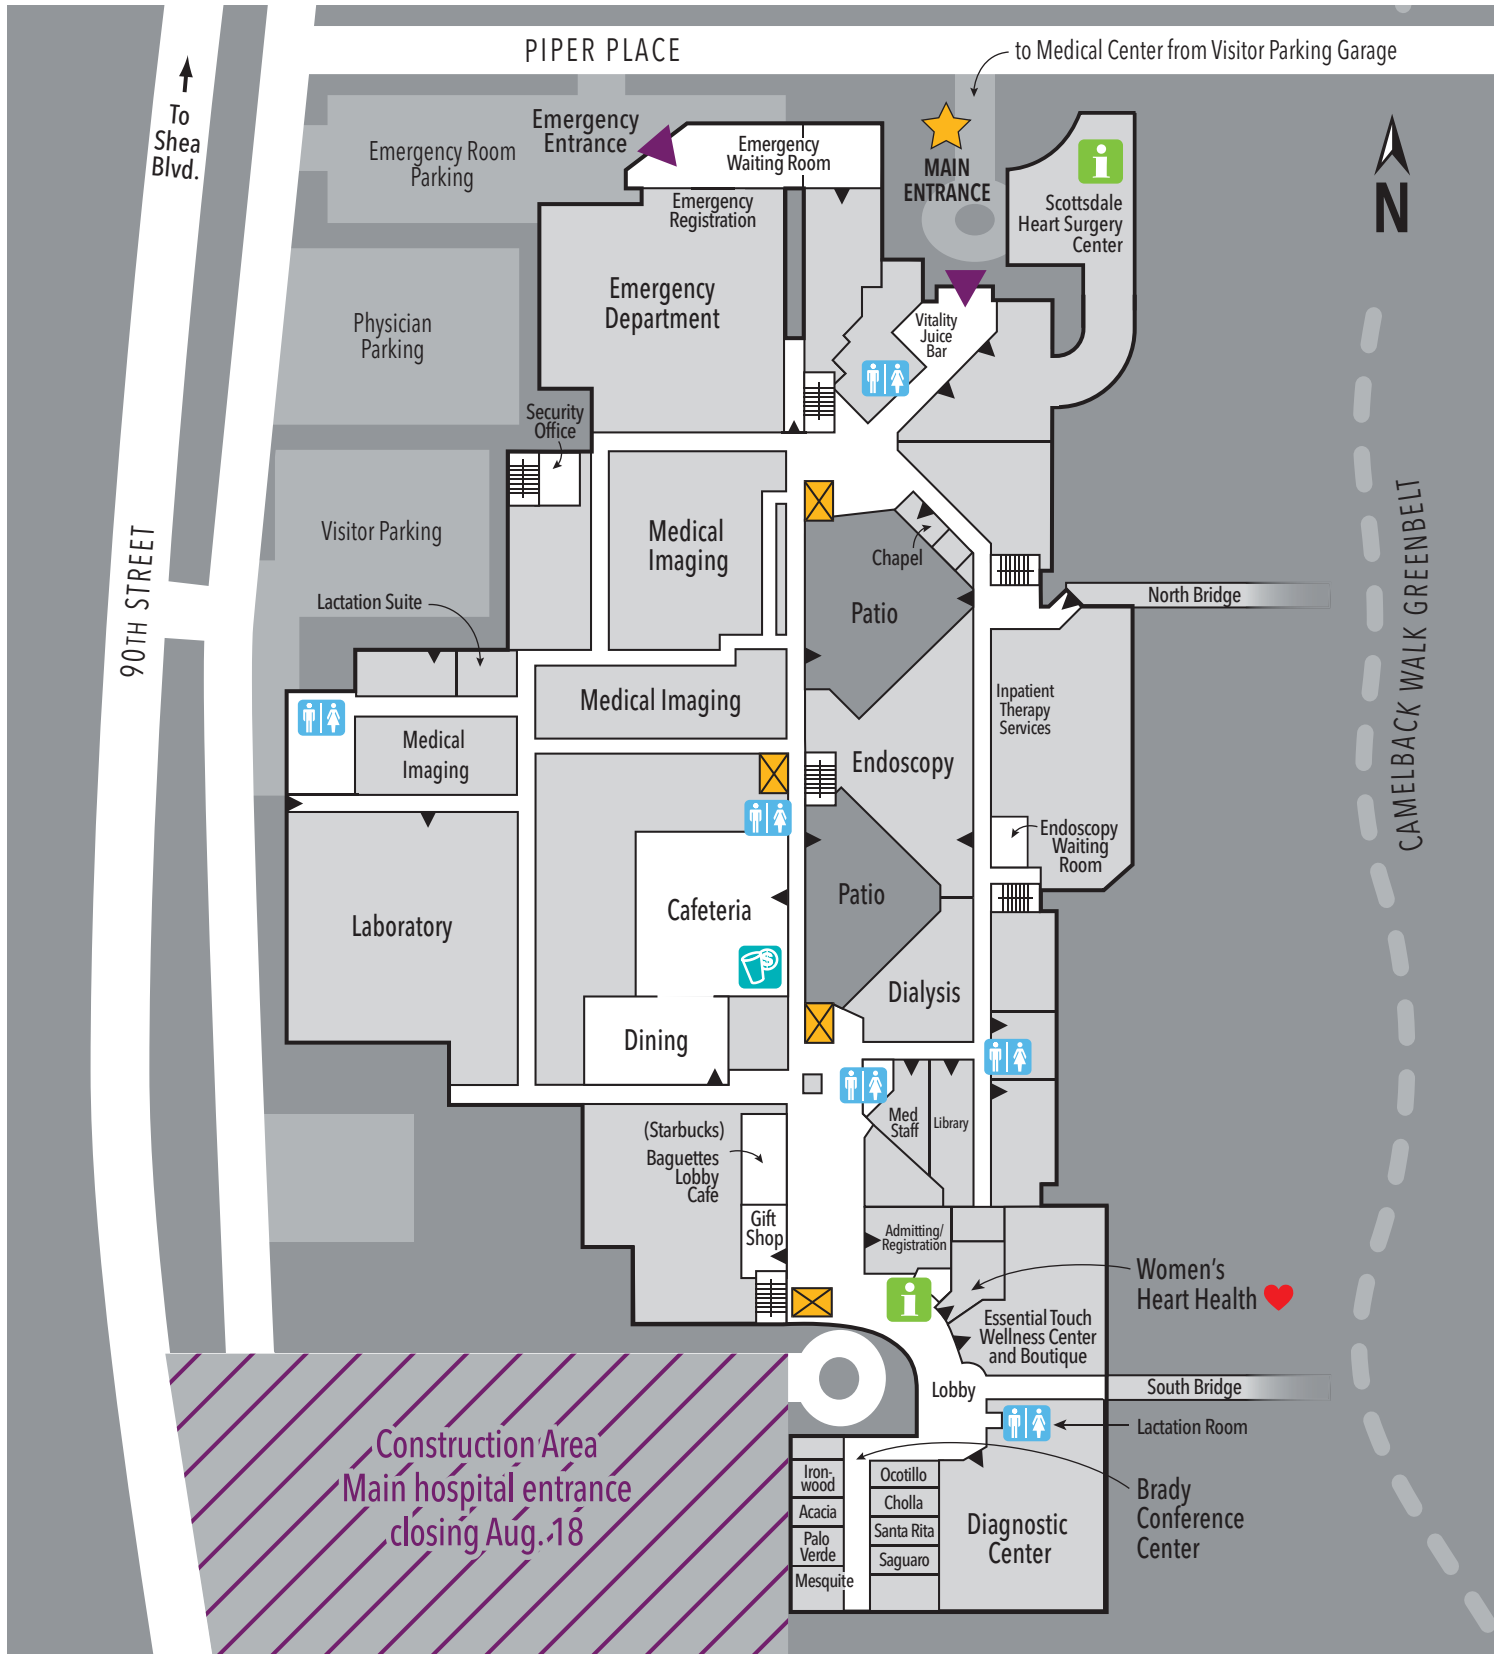 PIPER PLACE
to Medical Center from Visitor Parking Garage
To
Shea
Blvd.
Emergency
Entrance
Emergency
Waiting Room
Emergency Room
Parking
MAIN
ENTRANCE
i
Scottsdale
Heart Surgery
Center
N
Emergency
Registration
Emergency
Department
Physician
Parking
Vitality
Juice
Bar
Security
Office
Visitor Parking
Medical
Imaging
Chapel
90TH STREET
CAMELBACK WALK GREENBELT
Lactation Suite
Patio
North Bridge
Medical Imaging
Inpatient
Therapy
Services
Medical
Imaging
Endoscopy
Endoscopy
Waiting
Room
Patio
Cafeteria
Laboratory
$
Dialysis
Dining
Med
Staff
Library
(Starbucks)
Baguettes
Lobby
Cafe
Gift
Shop
Admitting/
Registration
Women's
Heart Health
i
Essential Touch
Wellness Center
and Boutique
Lobby
South Bridge
Lactation Room
Construction Area
Main hospital entrance
closing Aug. 18
Iron-
wood
Acacia
Palo
Verde
Mesquite
Ocotillo
Cholla
Santa Rita
Saguaro
Diagnostic
Center
Brady
Conference
Center